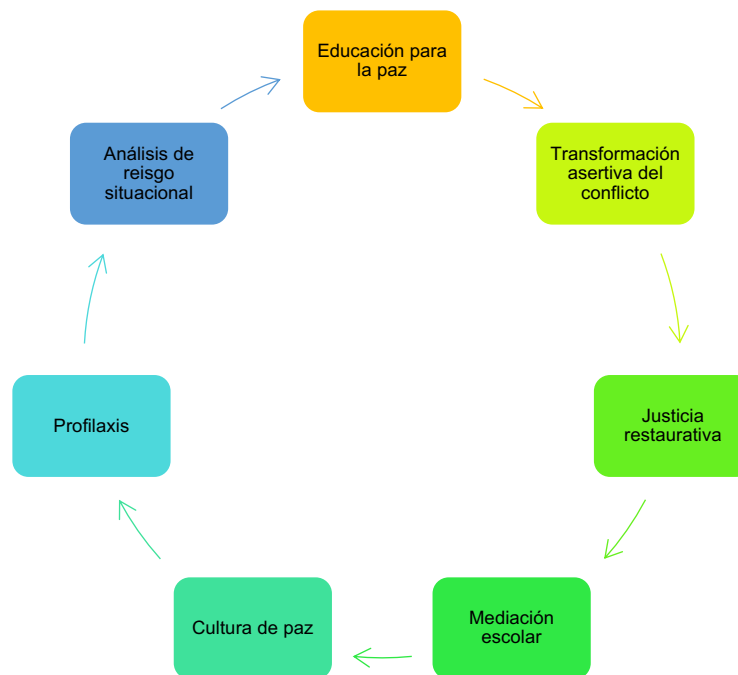 Educación para
la paz
Transformación
asertiva del
conflicto
Justicia
restaurativa
Mediación
escolar
Cultura de paz
Profilaxis
Análisis de
reisgo
situacional